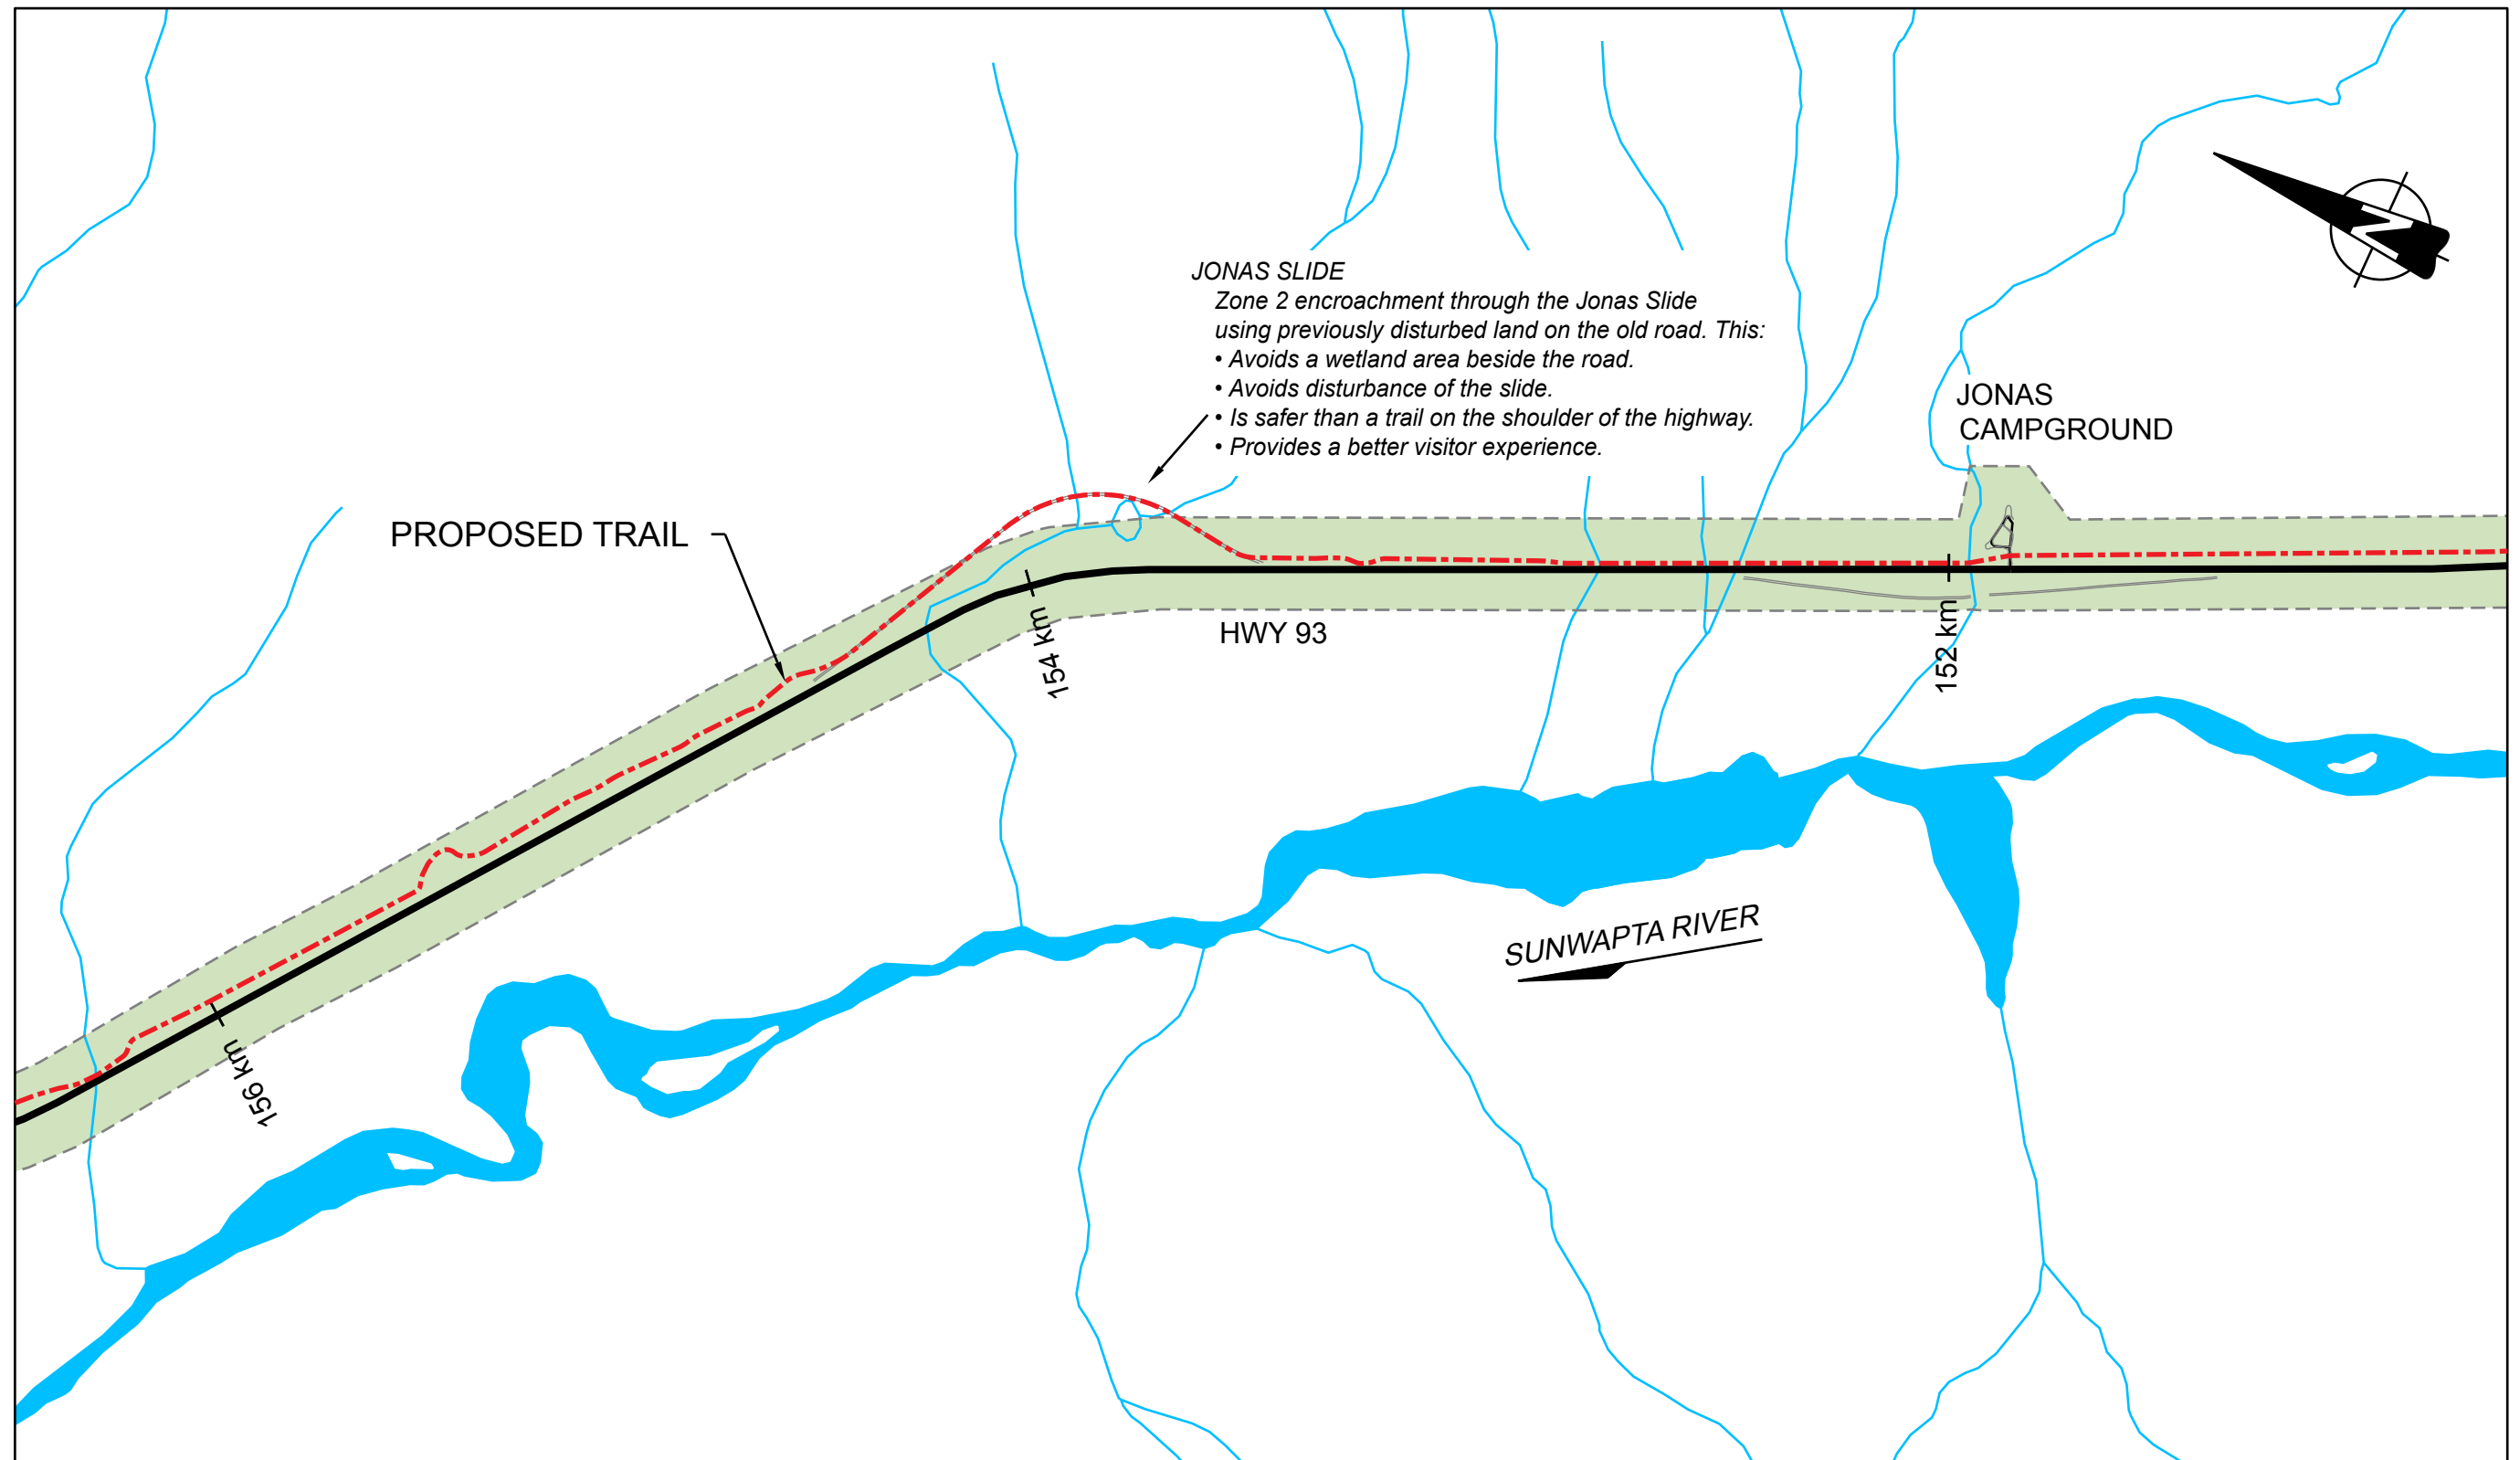 JONAS SLIDE
Zone 2 encroachment through the Jonas Slide
using previously disturbed land on the old road. This:
• Avoids a wetland area beside the road.
• Avoids disturbance of the slide.
• Is safer than a trail on the shoulder of the highway.
• Provides a better visitor experience.
JONAS
CAMPGROUND
PROPOSED TRAIL
HWY 93
154 km
152 km
156 km
SUNWAPTA RIVER
N